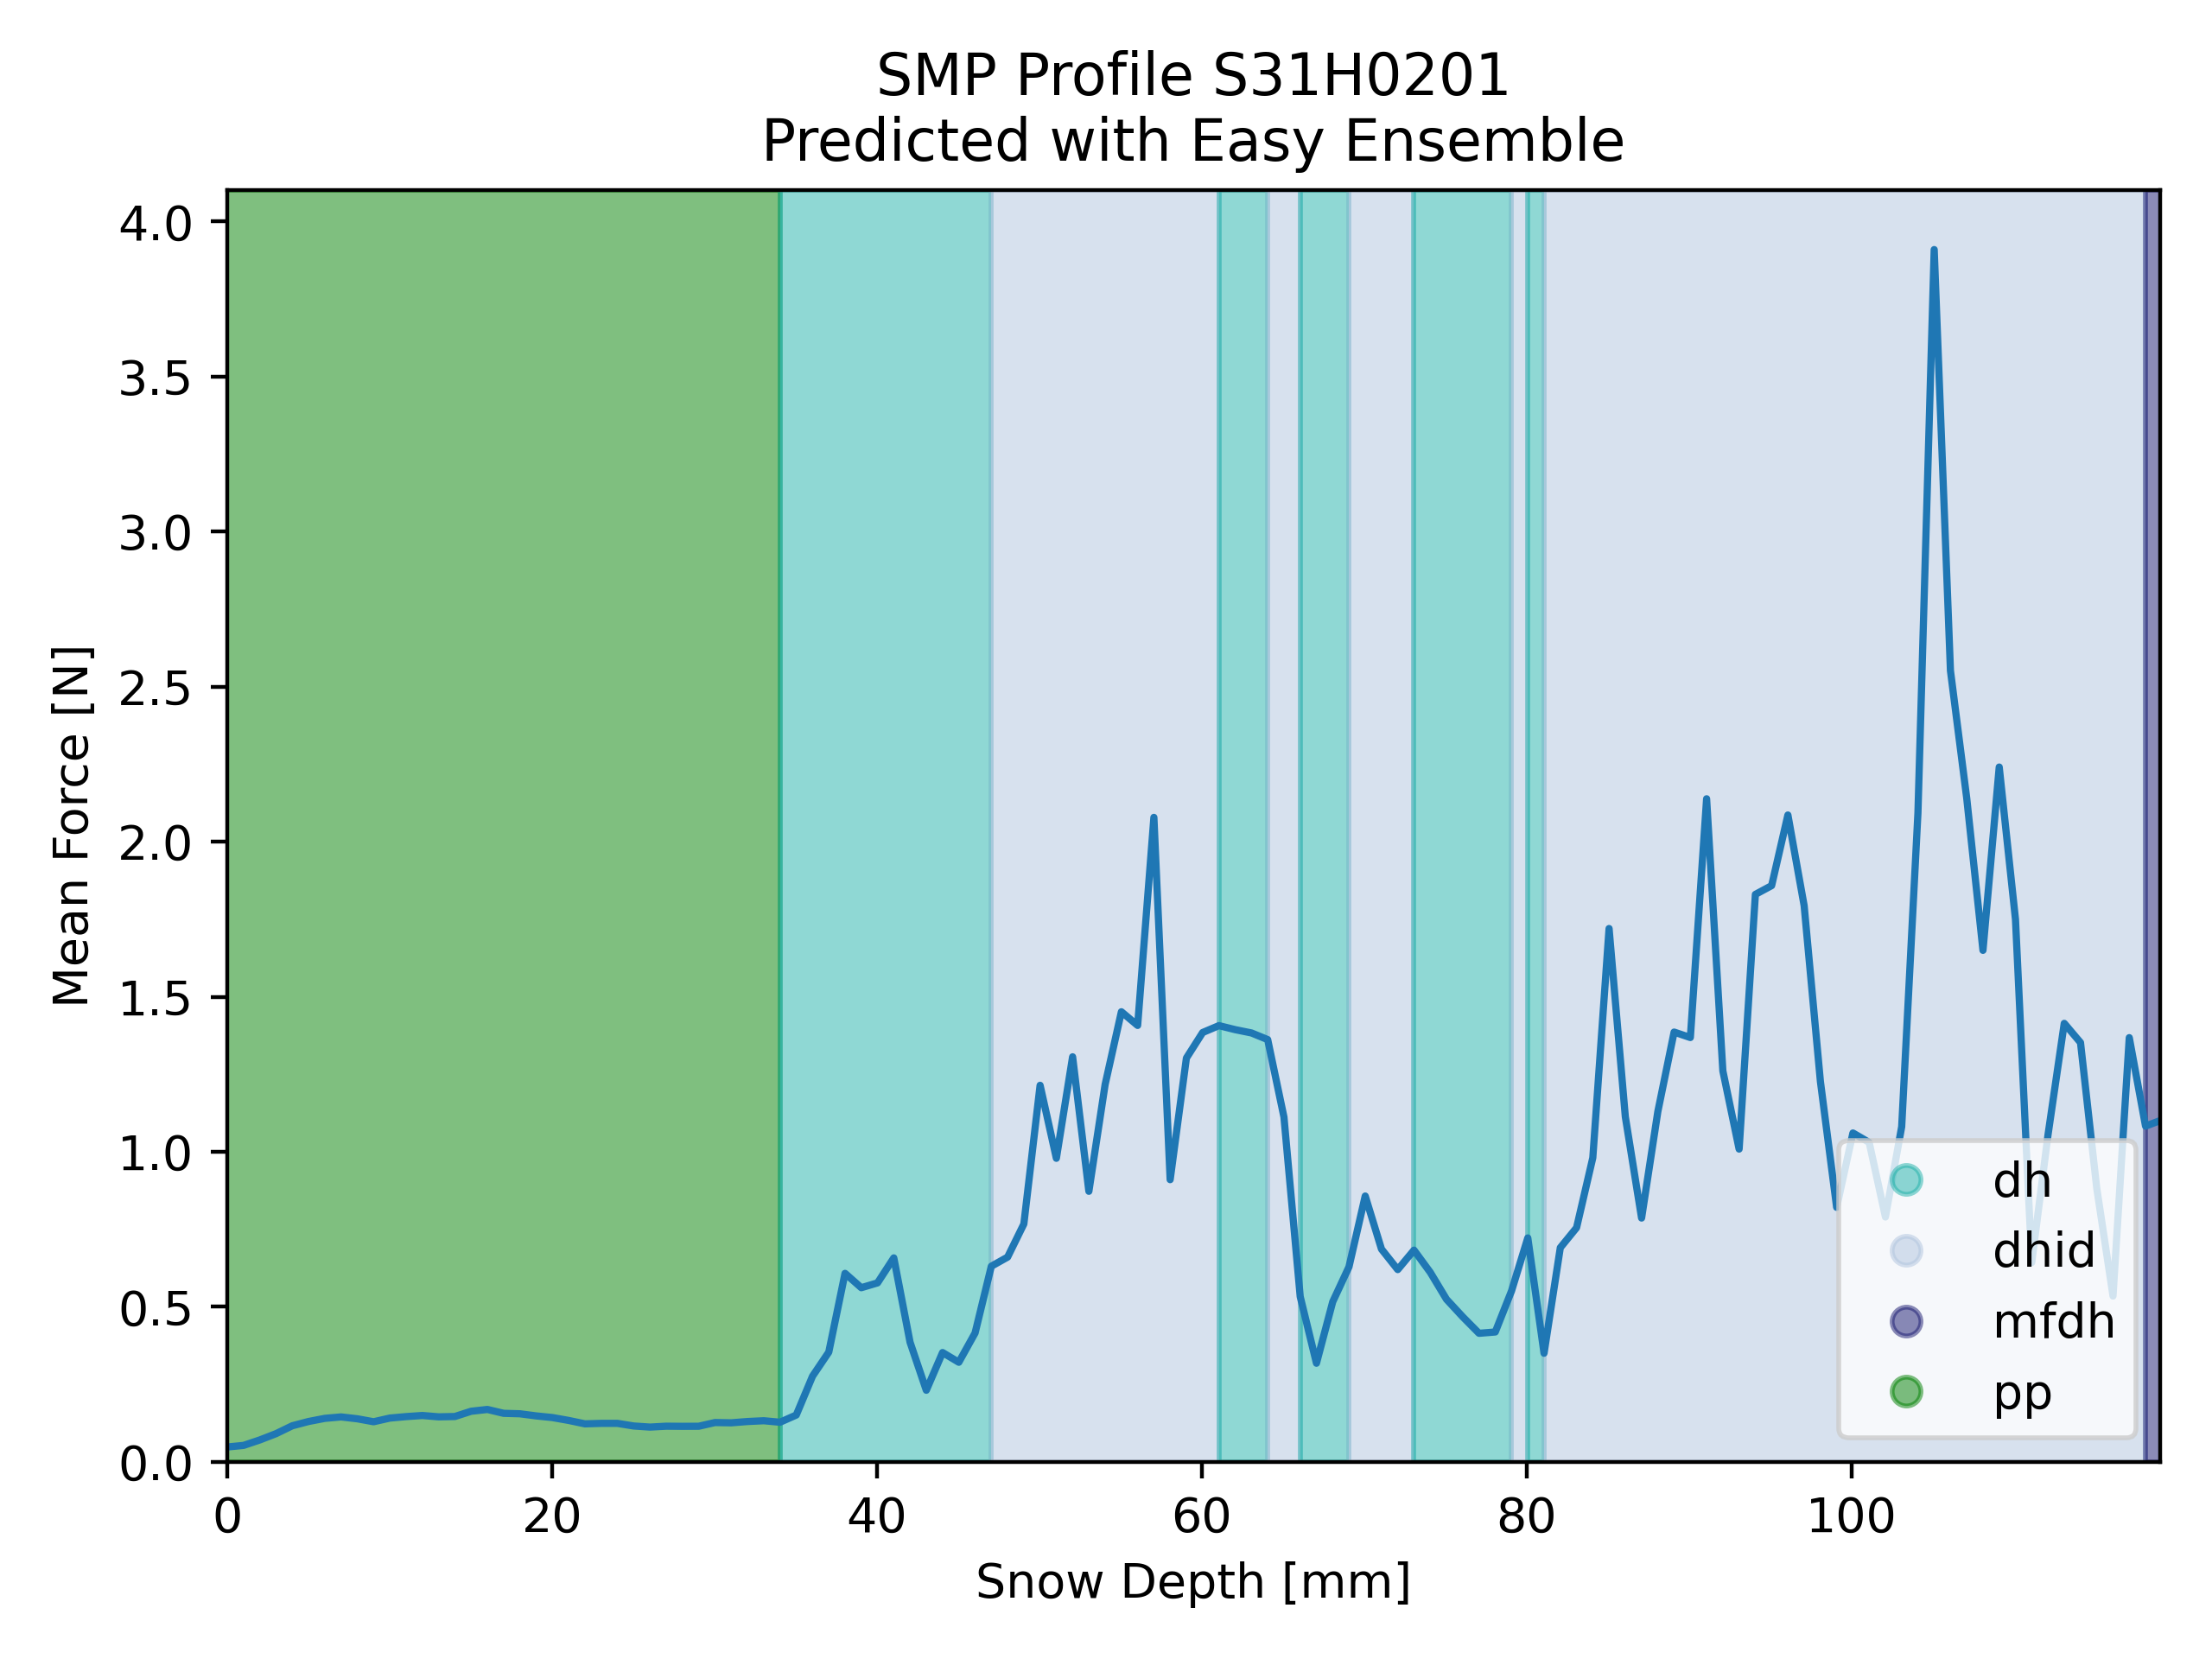 SMP Profile S31H0201
Predicted with Easy Ensemble
4.0
3.5
3.0
2.5
2.0
1.5
1.0
0.5
0.0
Mean Force [N]
0 20 40 60 80 100
Snow Depth [mm]
dh
dhid
mfdh
pp